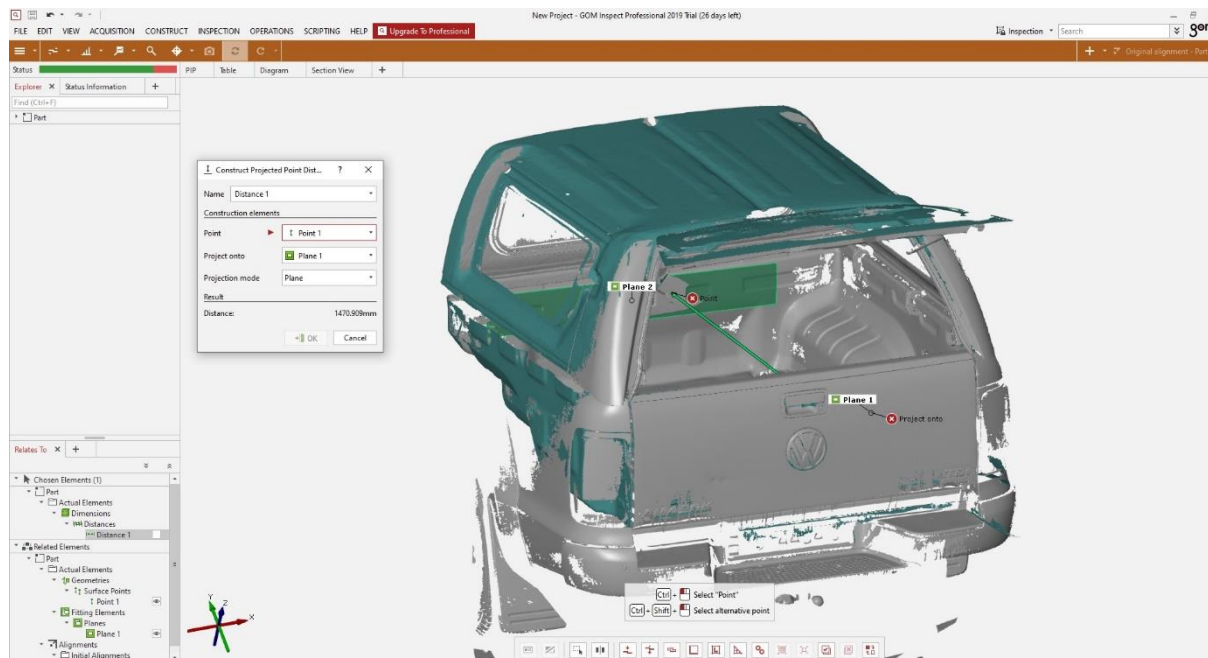 New Project - GOM Inspect Professional 2019 Trial (26 days left)
FILE EDIT VIEW ACQUISITION CONSTRUCT INSPECTION OPERATIONS SCRIPTING HELP Upgrade To Professional
Inspection Search
Original alignment - Part
Status PIP Table Diagram Section View +
Explorer X Status Information +
Find (Ctrl+F)
Part
Construct Projected Point Dist... ? X
Name Distance 1
Construction elements
Point Point 1
Project onto Plane 1
Projection mode Plane
Result
Distance: 1470.909mm
OK Cancel
Plane 2
Point
Plane 1
Project onto
Relates To X +
Chosen Elements (1)
Part
Actual Elements
Dimensions
Distances
Distance 1
Related Elements
Part
Actual Elements
Geometries
Surface Points
Point 1
Fitting Elements
Planes
Plane 1
Alignments
Initial Alignments
Y
Z
X
Ctrl + Select "Point"
Ctrl + Shift + Select alternative point